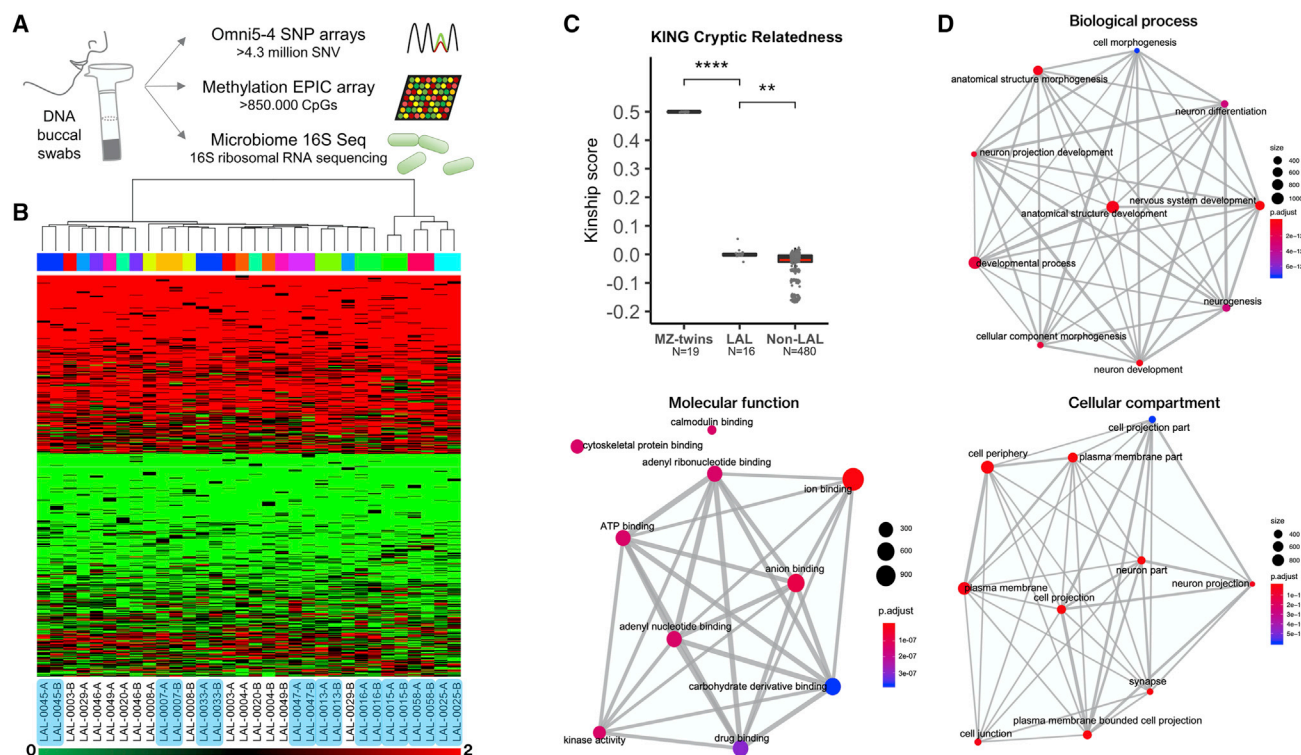 A
Omni5-4 SNP arrays
>4.3 million SNV
Methylation EPIC array
>850.000 CpGs
Microbiome 16S Seq
16S ribosomal RNA sequencing
DNA
buccal
swabs
B
LAL-0045-A
LAL-0045-B
LAL-0003-B
LAL-0029-A
LAL-0046-A
LAL-0049-A
LAL-0020-A
LAL-0046-B
LAL-0008-A
LAL-0007-A
LAL-0007-B
LAL-0008-B
LAL-0033-A
LAL-0033-B
LAL-0003-A
LAL-0004-A
LAL-0020-B
LAL-0004-B
LAL-0049-B
LAL-0047-A
LAL-0047-B
LAL-0013-A
LAL-0013-B
LAL-0029-B
LAL-0016-A
LAL-0016-B
LAL-0015-A
LAL-0015-B
LAL-0056-A
LAL-0056-B
LAL-0025-A
LAL-0025-B
0
2
C
KING Cryptic Relatedness
****
**
Kinship score
0.5
0.4
0.3
0.2
0.1
0.0
-0.1
-0.2
MZ-twins
N=19
LAL
N=16
Non-LAL
N=480
D
Biological process
cell morphogenesis
anatomical structure morphogenesis
neuron differentiation
neuron projection development
nervous system development
anatomical structure development
developmental process
neurogenesis
cellular component morphogenesis
neuron development
size
400
600
800
1000
p.adjust
2e-12
4e-12
6e-12
Molecular function
calmodulin binding
cytoskeletal protein binding
adenyl ribonucleotide binding
ion binding
ATP binding
anion binding
adenyl nucleotide binding
carbohydrate derivative binding
kinase activity
drug binding
300
600
900
p.adjust
1e-07
2e-07
3e-07
Cellular compartment
cell projection part
cell periphery
plasma membrane part
neuron part
neuron projection
plasma membrane
cell projection
synapse
plasma membrane bounded cell projection
cell junction
size
400
600
800
p.adjust